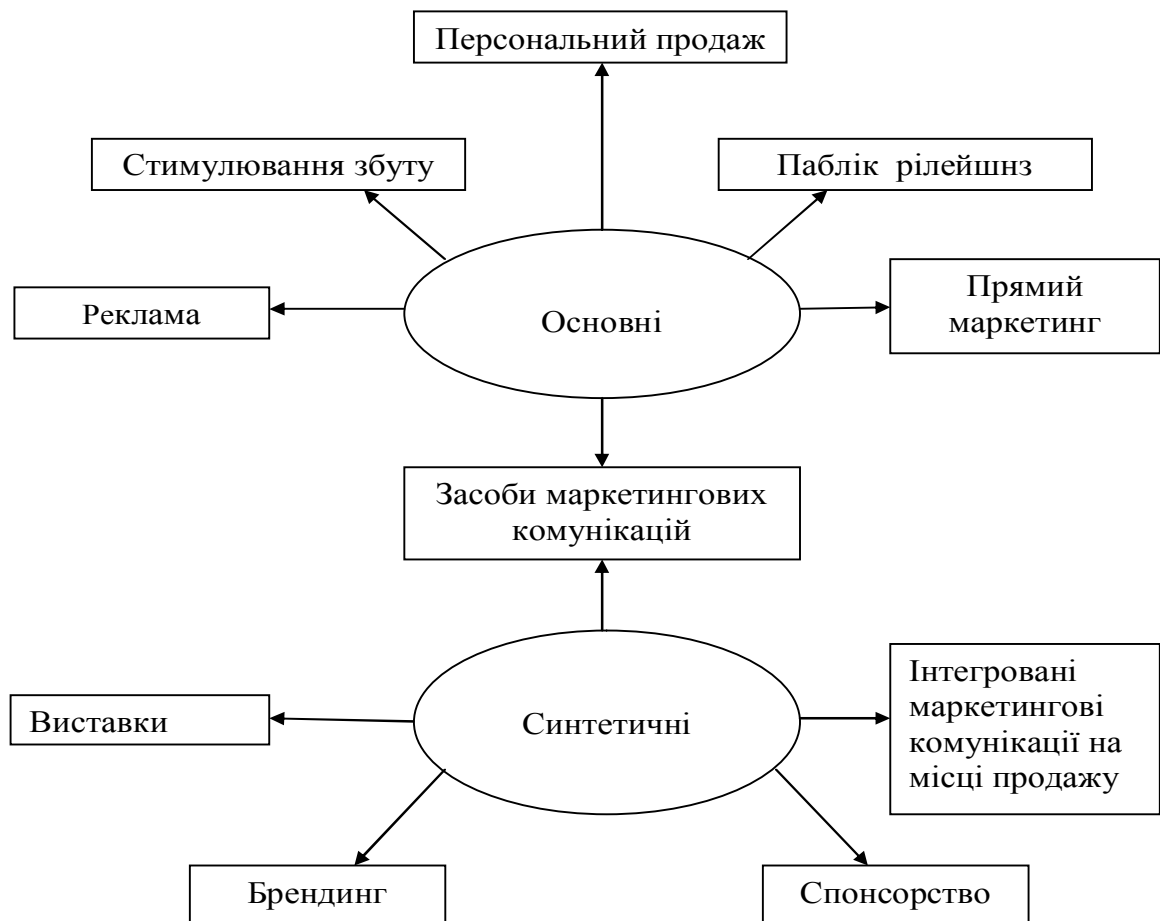 Персональний продаж
Стимулювання збуту
Паблік рілейшнз
Реклама
Основні
Прямий
маркетинг
Засоби маркетингових
комунікацій
Виставки
Синтетичні
Інтегровані
маркетингові
комунікації на
місці продажу
Брендинг
Спонсорство